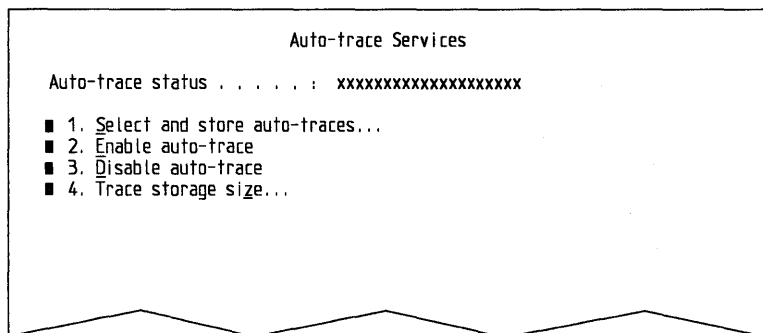 Auto-trace Services
Auto-trace status . . . . . : xxxxxxxxxxxxxxxxxxxx
■ 1. Select and store auto-traces...
■ 2. Enable auto-trace
■ 3. Disable auto-trace
■ 4. Trace storage size...